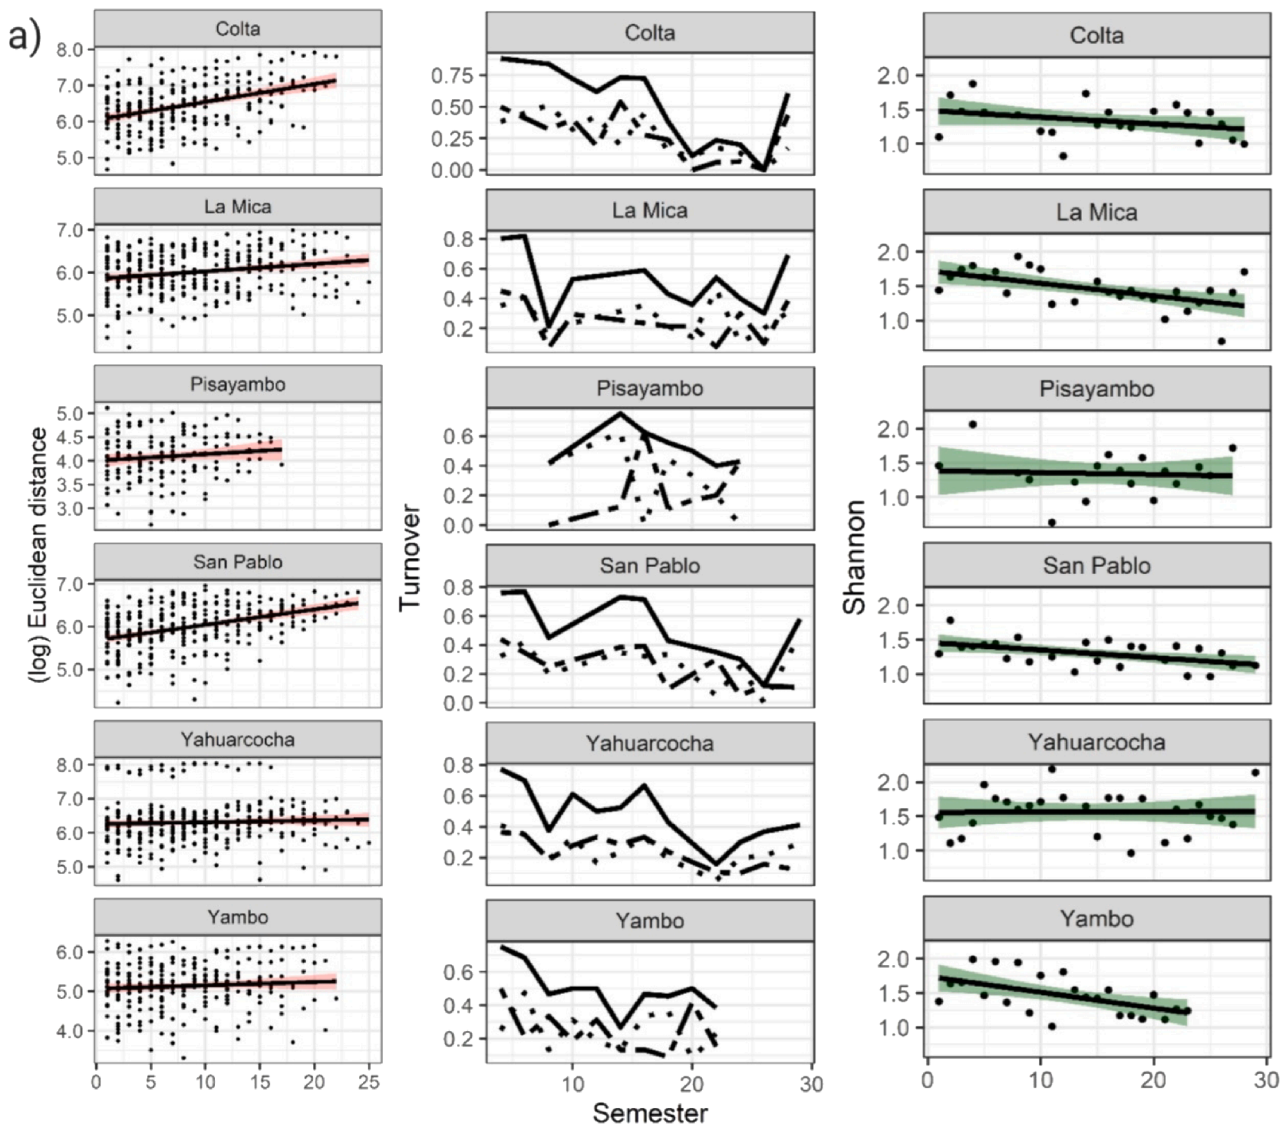 a)
(log) Euclidean distance
Colta
8.0
7.0
6.0
5.0
La Mica
7.0
6.0
5.0
Pisayambo
5.0
4.5
4.0
3.5
3.0
San Pablo
7.0
6.0
5.0
Yahuarcocha
8.0
7.0
6.0
5.0
Yambo
6.0
5.0
4.0
0 5 10 15 20 25
Turnover
Colta
0.75
0.50
0.25
0.00
La Mica
0.8
0.6
0.4
0.2
Pisayambo
0.6
0.4
0.2
0.0
San Pablo
0.8
0.6
0.4
0.2
0.0
Yahuarcocha
0.8
0.6
0.4
0.2
Yambo
0.6
0.4
0.2
10 20 30
Semester
Shannon
Colta
2.0
1.5
1.0
La Mica
2.0
1.5
1.0
Pisayambo
2.0
1.5
1.0
San Pablo
2.0
1.5
1.0
Yahuarcocha
2.0
1.5
1.0
Yambo
2.0
1.5
1.0
0 10 20 30